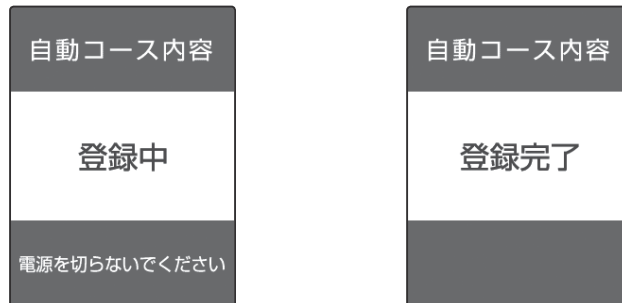 自動コース内容
登録中
電源を切らないでください
自動コース内容
登録完了